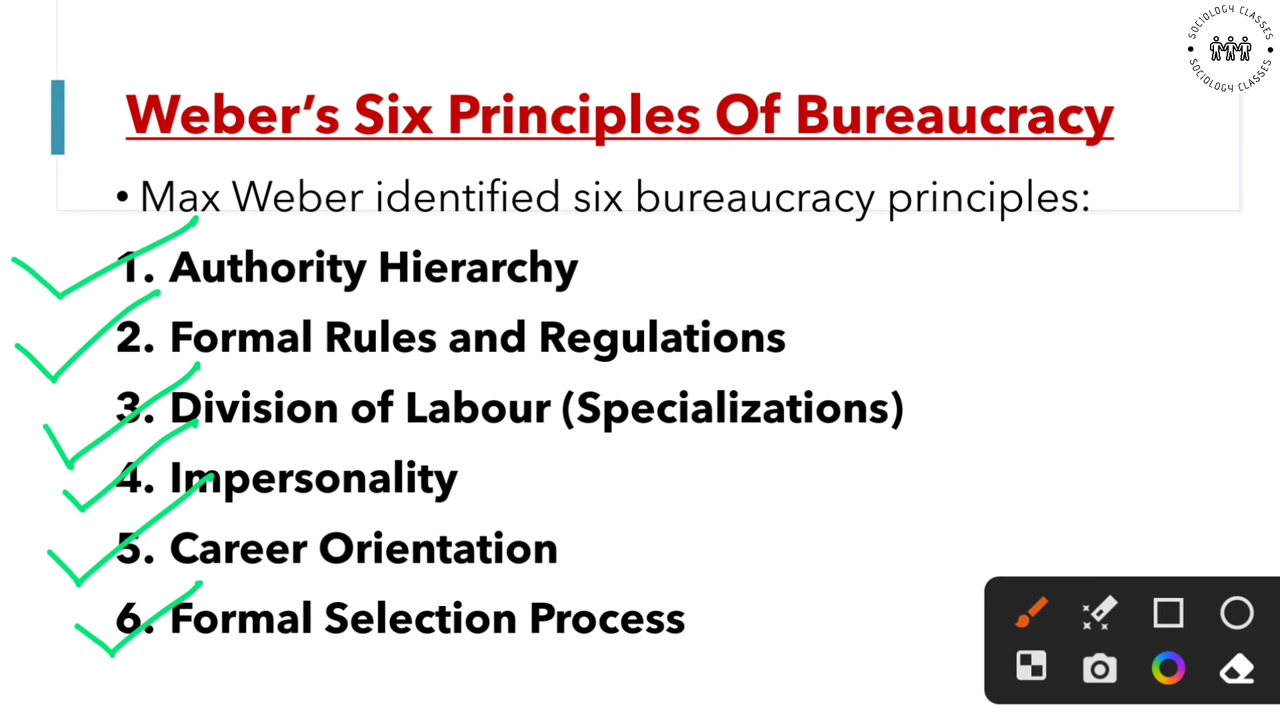 SOCIOLOGY CLASSES
SOCIOLOGY CLASSES
Weber’s Six Principles Of Bureaucracy
• Max Weber identified six bureaucracy principles:
1. Authority Hierarchy
2. Formal Rules and Regulations
3. Division of Labour (Specializations)
4. Impersonality
5. Career Orientation
6. Formal Selection Process